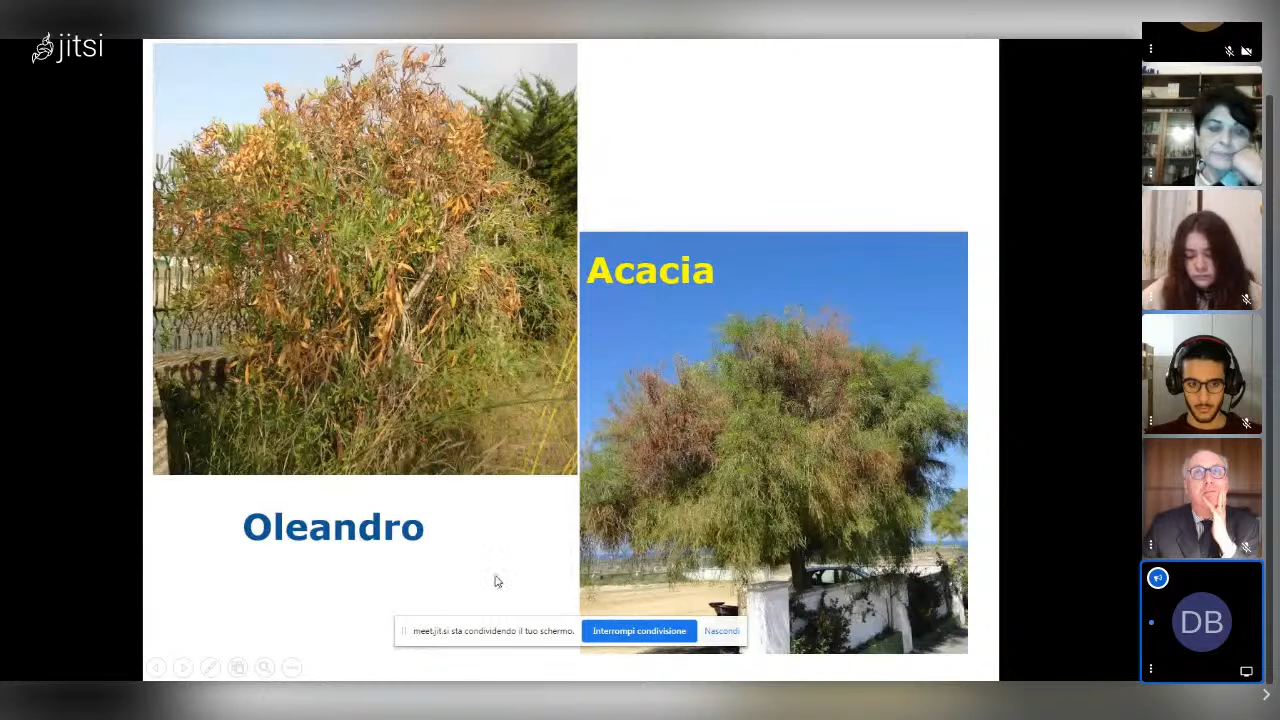 jitsi
Acacia
Oleandro
meet.jit.si sta condividendo il tuo schermo.
Interrompi condivisione
Nascondi
DB